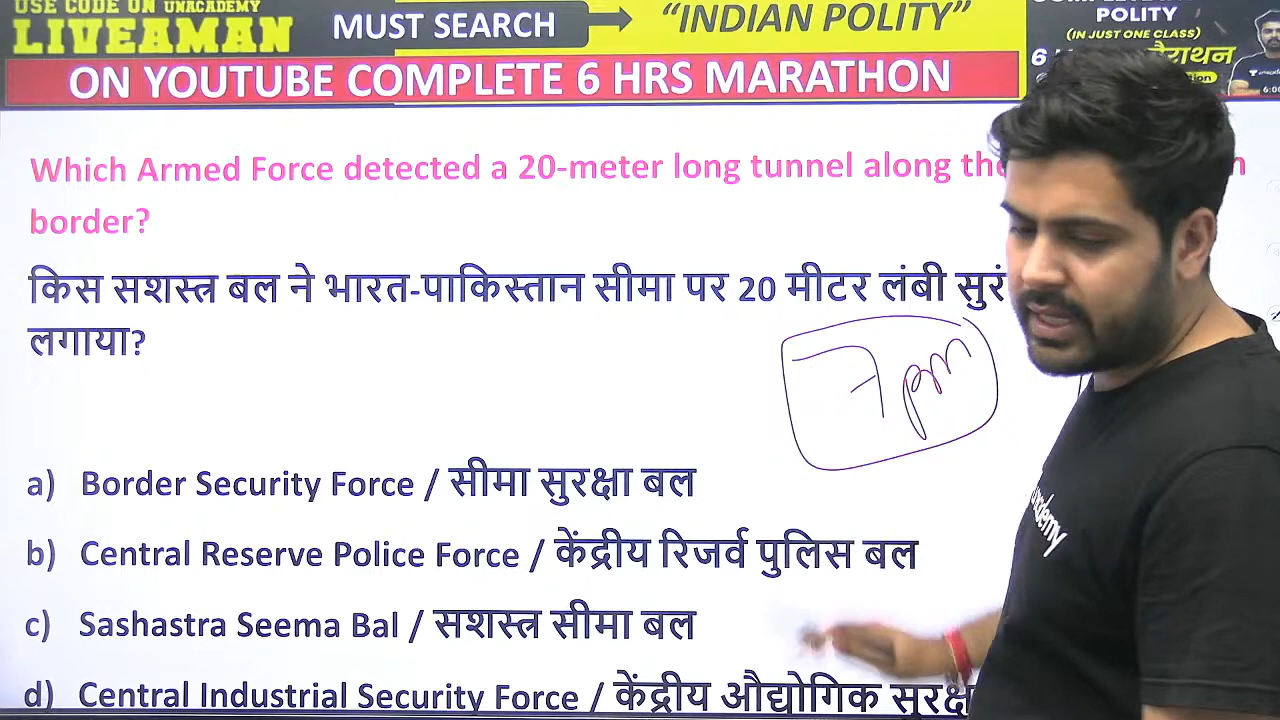 USE CODE ON UNACADEMY
LIVEAMAN
MUST SEARCH
“INDIAN POLITY”
POLITY
(IN JUST ONE CLASS)
6
ON YOUTUBE COMPLETE 6 HRS MARATHON
Which Armed Force detected a 20-meter long tunnel along the
border?
किस सशस्त्र बल ने भारत-पाकिस्तान सीमा पर 20 मीटर लंबी
लगाया?
7 pm
a) Border Security Force / सीमा सुरक्षा बल
b) Central Reserve Police Force / केंद्रीय रिजर्व पुलिस बल
c) Sashastra Seema Bal / सशस्त्र सीमा बल
d) Central Industrial Security Force / केंद्रीय औद्योगिक